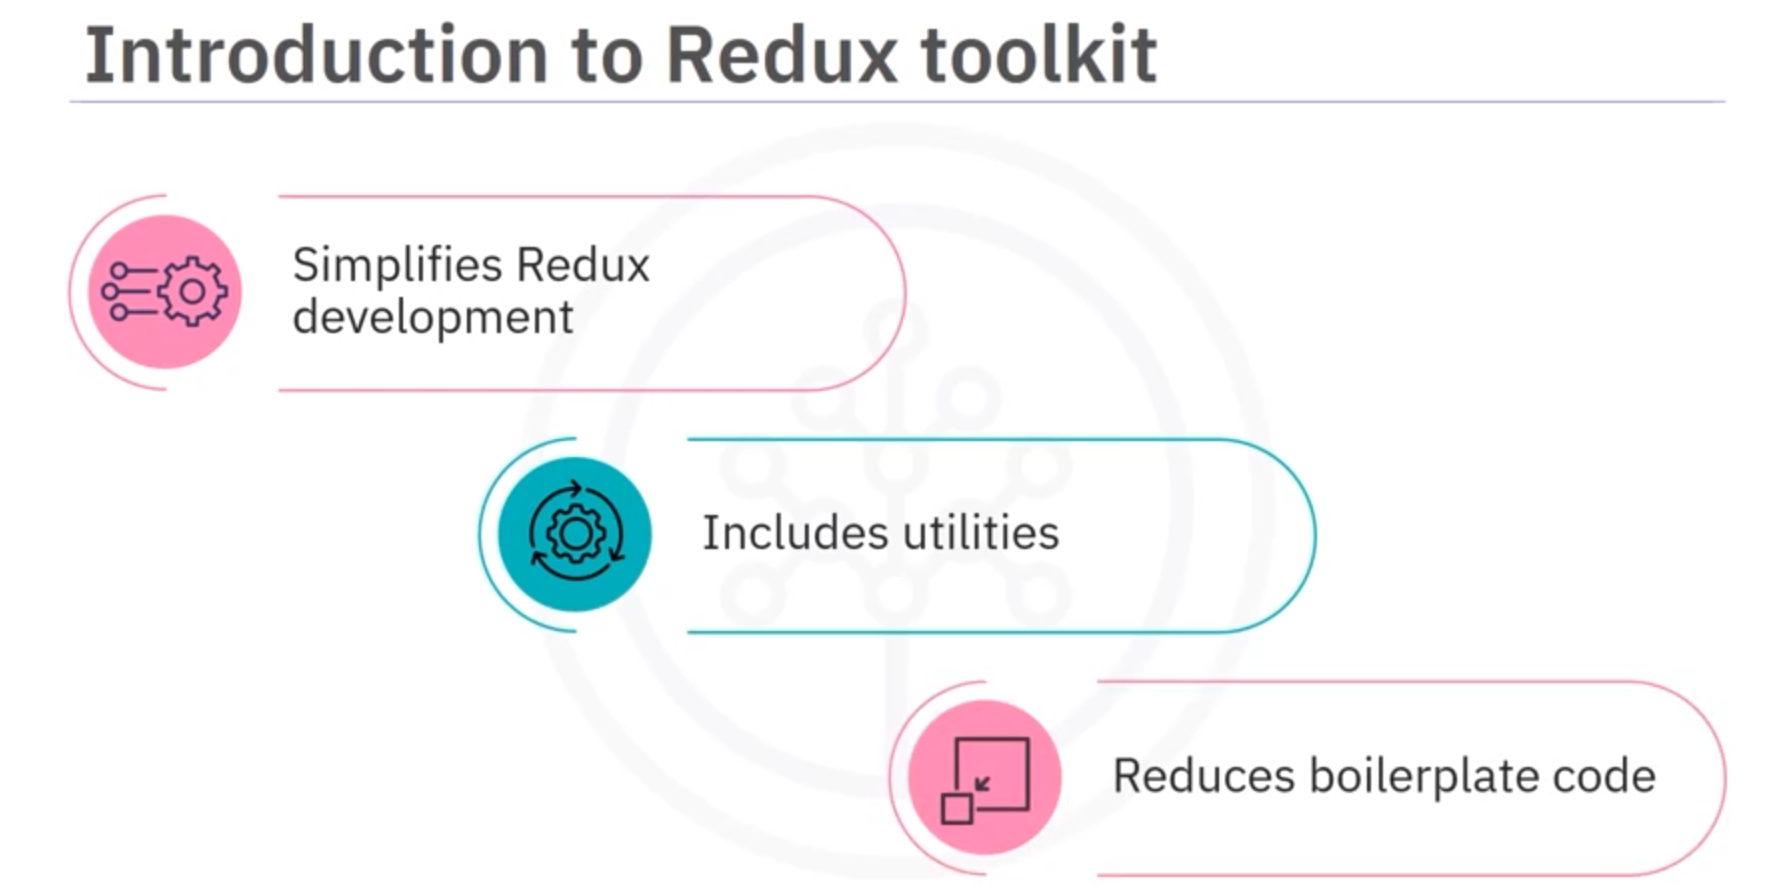 Introduction to Redux toolkit
Simplifies Redux
development
Includes utilities
Reduces boilerplate code